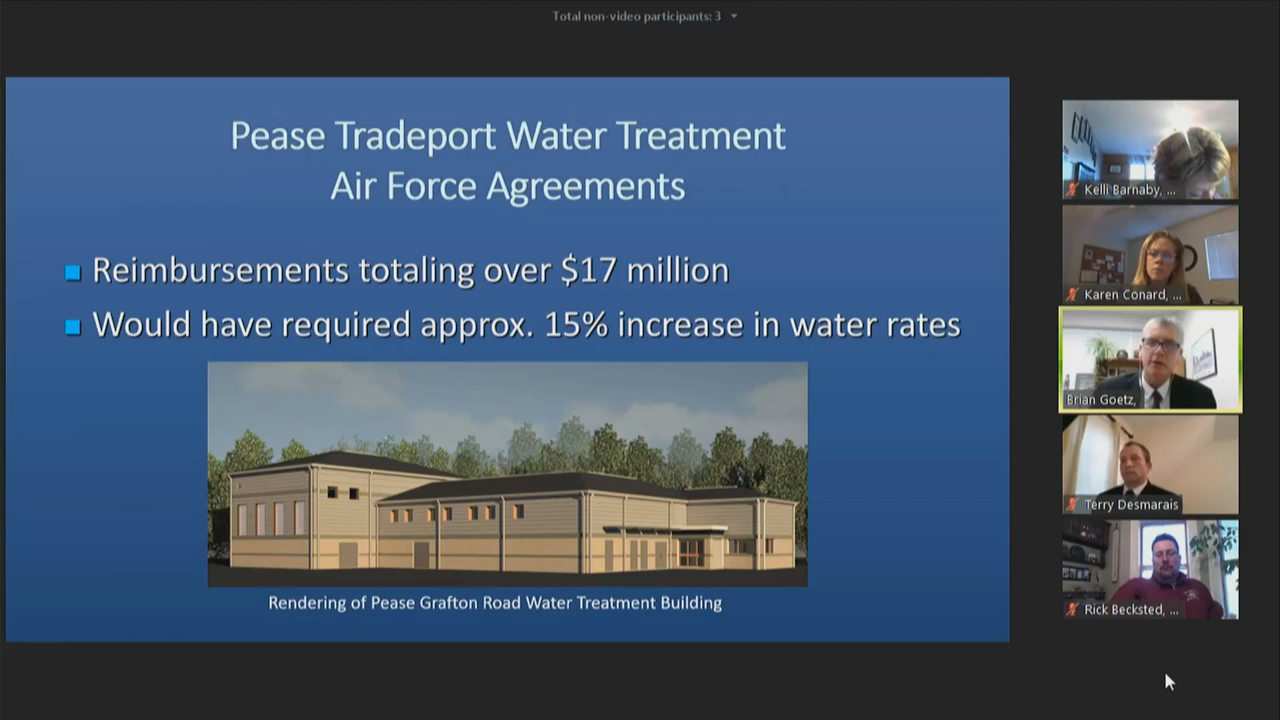 Total non-video participants: 3
Pease Tradeport Water Treatment
Air Force Agreements
Reimbursements totaling over $17 million
Would have required approx. 15% increase in water rates
Rendering of Pease Grafton Road Water Treatment Building
Kelli Barnaby, ...
Karen Conard, ...
Brian Goetz,
Terry Desmarais
Rick Becksted, ...